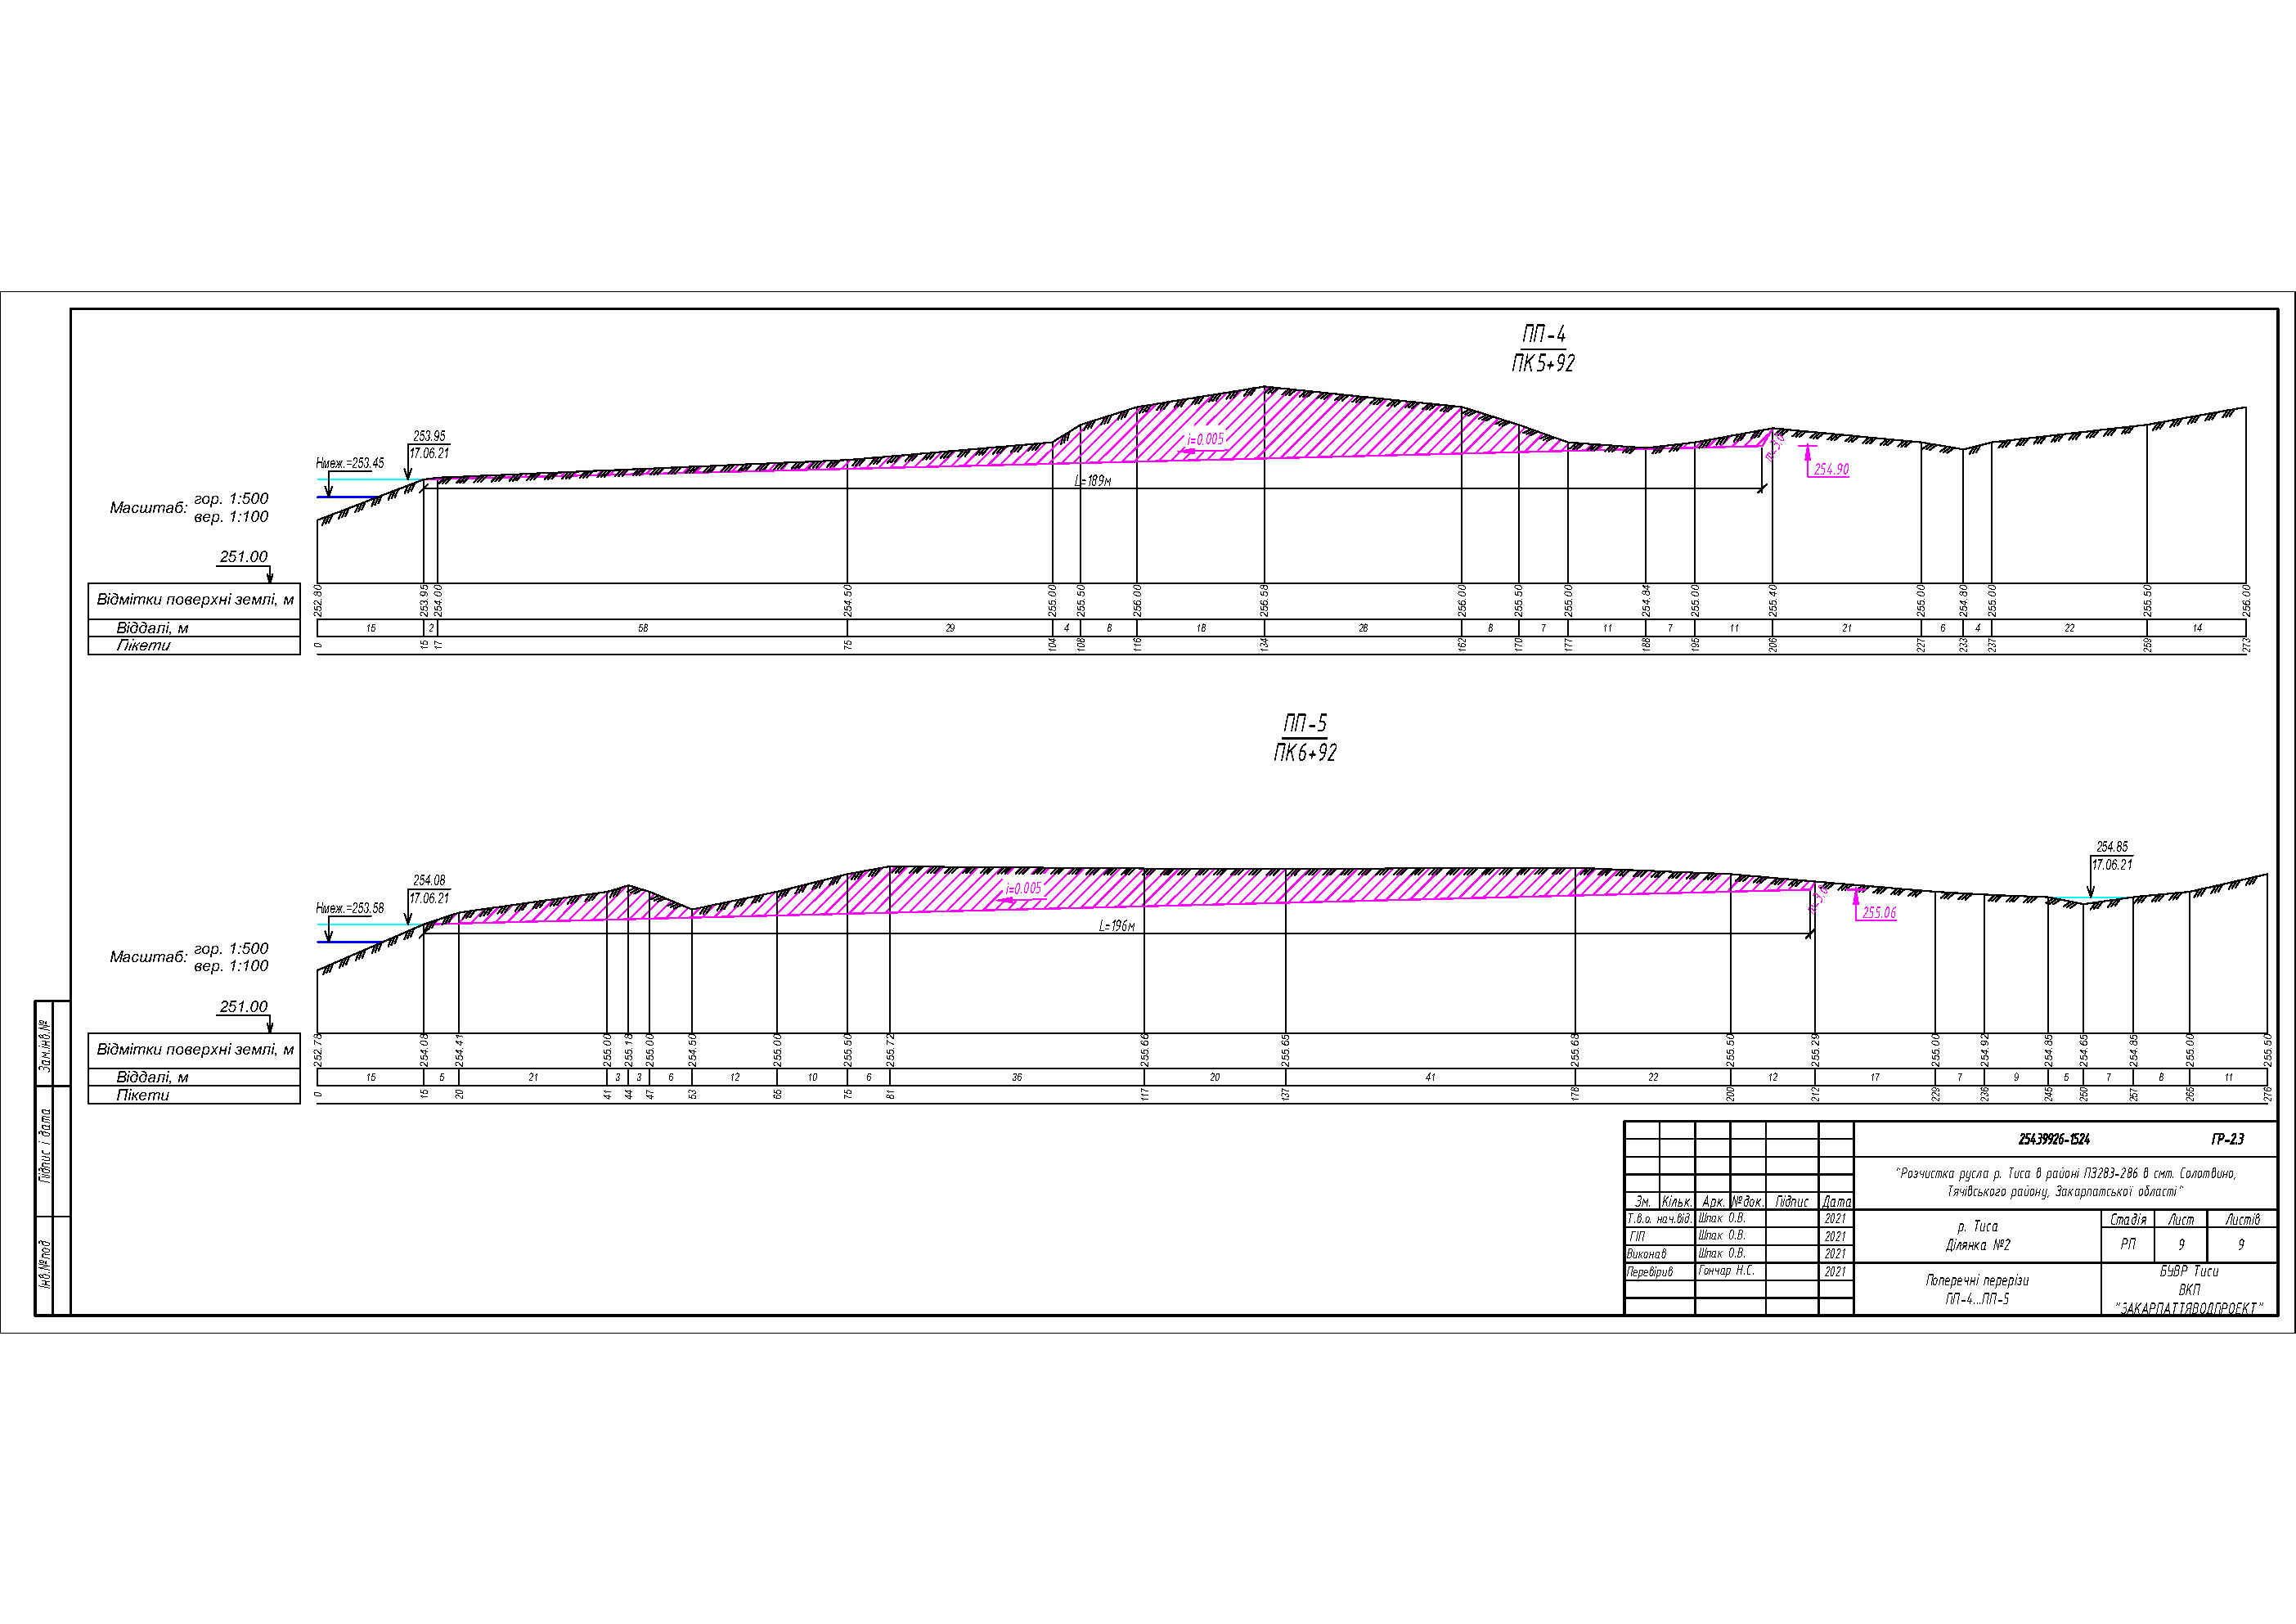 ПП-4
ПК5+92
253.95
17.06.21
Hмеж.=253.45
i=0.005
254.90
L=189м
Масштаб: гор. 1:500
вер. 1:100
251.00
Відмітки поверхні землі, м
252.80 253.95 254.00 254.50 255.00 255.50 256.00 256.58 256.00 255.50 255.00 254.84 255.00 255.40 255.00 254.80 255.00 255.50 256.00
Віддалі, м
15 2 58 29 4 8 18 28 8 7 11 7 11 21 6 4 22 14
Пікети
0 15 17 75 104 108 116 134 162 170 177 188 195 206 227 233 237 259 273
ПП-5
ПК6+92
254.85
17.06.21
254.08
17.06.21
Hмеж.=253.58
i=0.005
255.06
L=196м
Масштаб: гор. 1:500
вер. 1:100
251.00
Відмітки поверхні землі, м
252.78 254.08 254.41 255.00 255.18 255.00 254.50 255.00 255.50 255.72 255.66 255.65 255.68 255.50 255.29 255.00 254.92 254.85 254.65 254.85 255.00 255.50
Віддалі, м
15 5 21 3 3 6 12 10 6 36 20 41 22 12 17 7 9 5 7 8 11
Пікети
0 15 20 41 44 47 53 65 75 81 117 137 178 200 212 229 236 245 250 257 265 276
Зам.інв.№
Підпис і дата
Інв.№под
25439926-1524 ГР-2.3
"Розчистка русла р. Тиса в районі П3283-286 в смт. Солотвино,
Тячівського району, Закарпатської області"
Зм. Кільк. Арк. №док. Підпис Дата
Т.в.о. нач.від. Шпак О.В. 2021
ГІП Шпак О.В. 2021
Виконав Шпак О.В. 2021
Перевірив Гончар Н.С. 2021
р. Тиса
Ділянка №2
Стадія Лист Листів
РП 9 9
Поперечні перерізи
ПП-4...ПП-5
БУВР Тиси
ВКП
"ЗАКАРПАТТЯВОДПРОЕКТ"